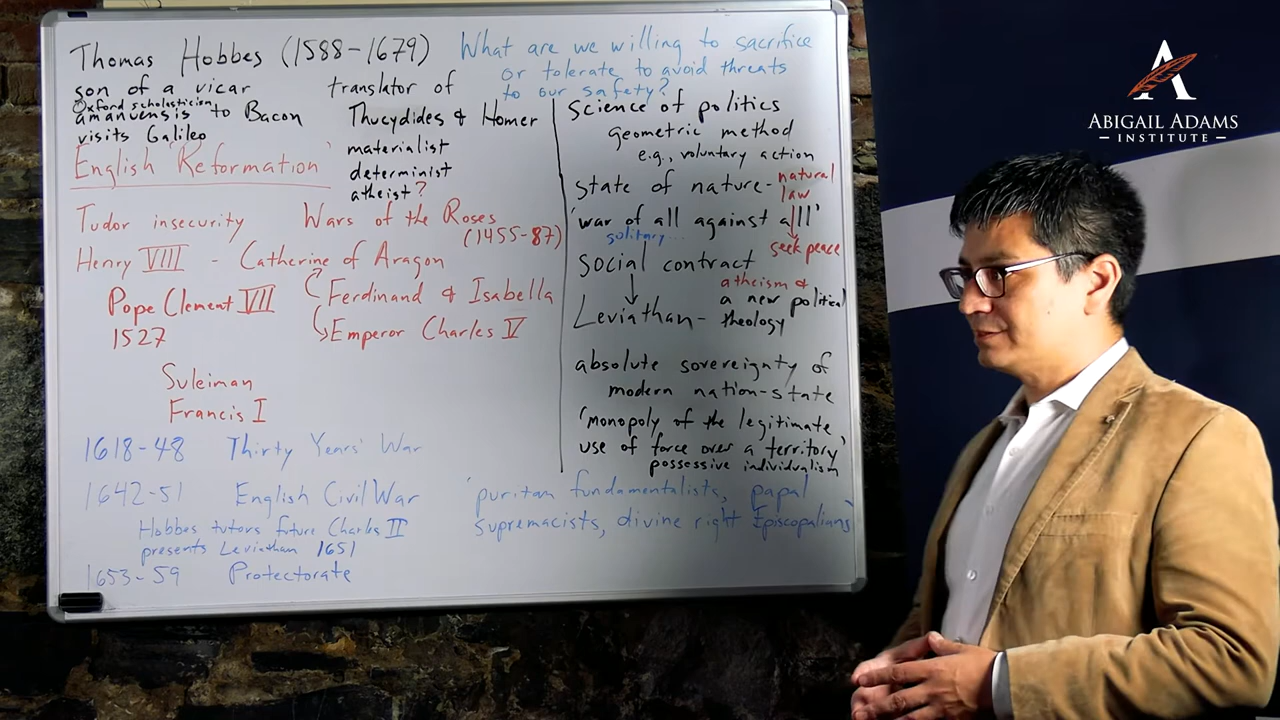 Thomas Hobbes (1588-1679)
What are we willing to sacrifice
or tolerate to avoid threats
to our safety?
son of a vicar
Oxford scholasticism
amanuensis to Bacon
visits Galileo
translator of
Thucydides & Homer
materialist
determinist
atheist?
English Reformation
Tudor insecurity
Wars of the Roses
(1455-87)
Henry VIII - Catherine of Aragon
Pope Clement VII
1527
Ferdinand & Isabella
Emperor Charles V
Suleiman
Francis I
1618-48 Thirty Years' War
1642-51 English Civil War
Hobbes tutors future Charles II
presents Leviathan 1651
1653-59 Protectorate
'puritan fundamentalists, papal
supremacists, divine right Episcopalians'
science of politics
geometric method
e.g., voluntary action
state of nature - natural
law
'war of all against all'
solitary...
seek peace
social contract
atheism &
a new political
Leviathan - theology
absolute sovereignty of
modern nation-state
'monopoly of the legitimate
use of force over a territory'
possessive individualism
A
ABIGAIL ADAMS
- INSTITUTE -